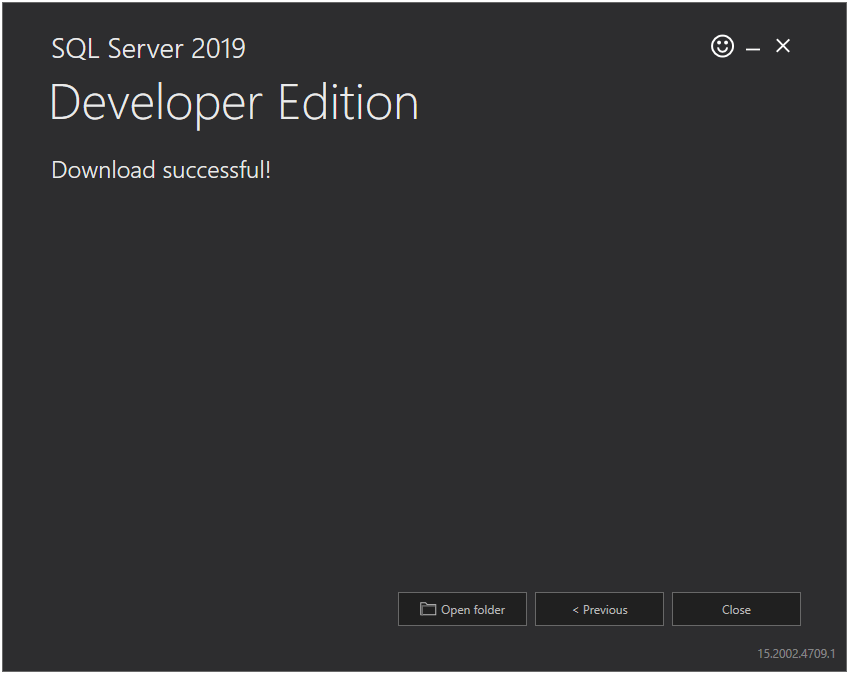 SQL Server 2019
Developer Edition
Download successful!
Open folder
< Previous
Close
15.2002.4709.1